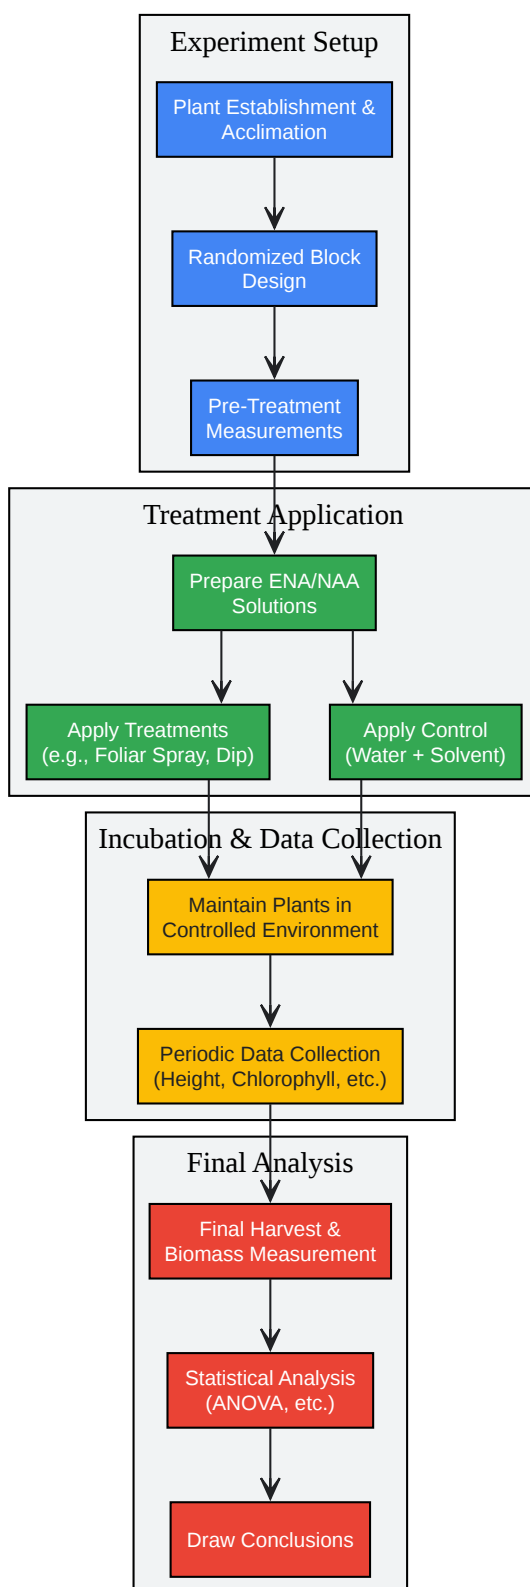 Experiment Setup
Plant Establishment &
Acclimation
Randomized Block
Design
Pre-Treatment
Measurements
Treatment Application
Prepare ENA/NAA
Solutions
Apply Treatments
(e.g., Foliar Spray, Dip)
Apply Control
(Water + Solvent)
Incubation & Data Collection
Maintain Plants in
Controlled Environment
Periodic Data Collection
(Height, Chlorophyll, etc.)
Final Analysis
Final Harvest &
Biomass Measurement
Statistical Analysis
(ANOVA, etc.)
Draw Conclusions